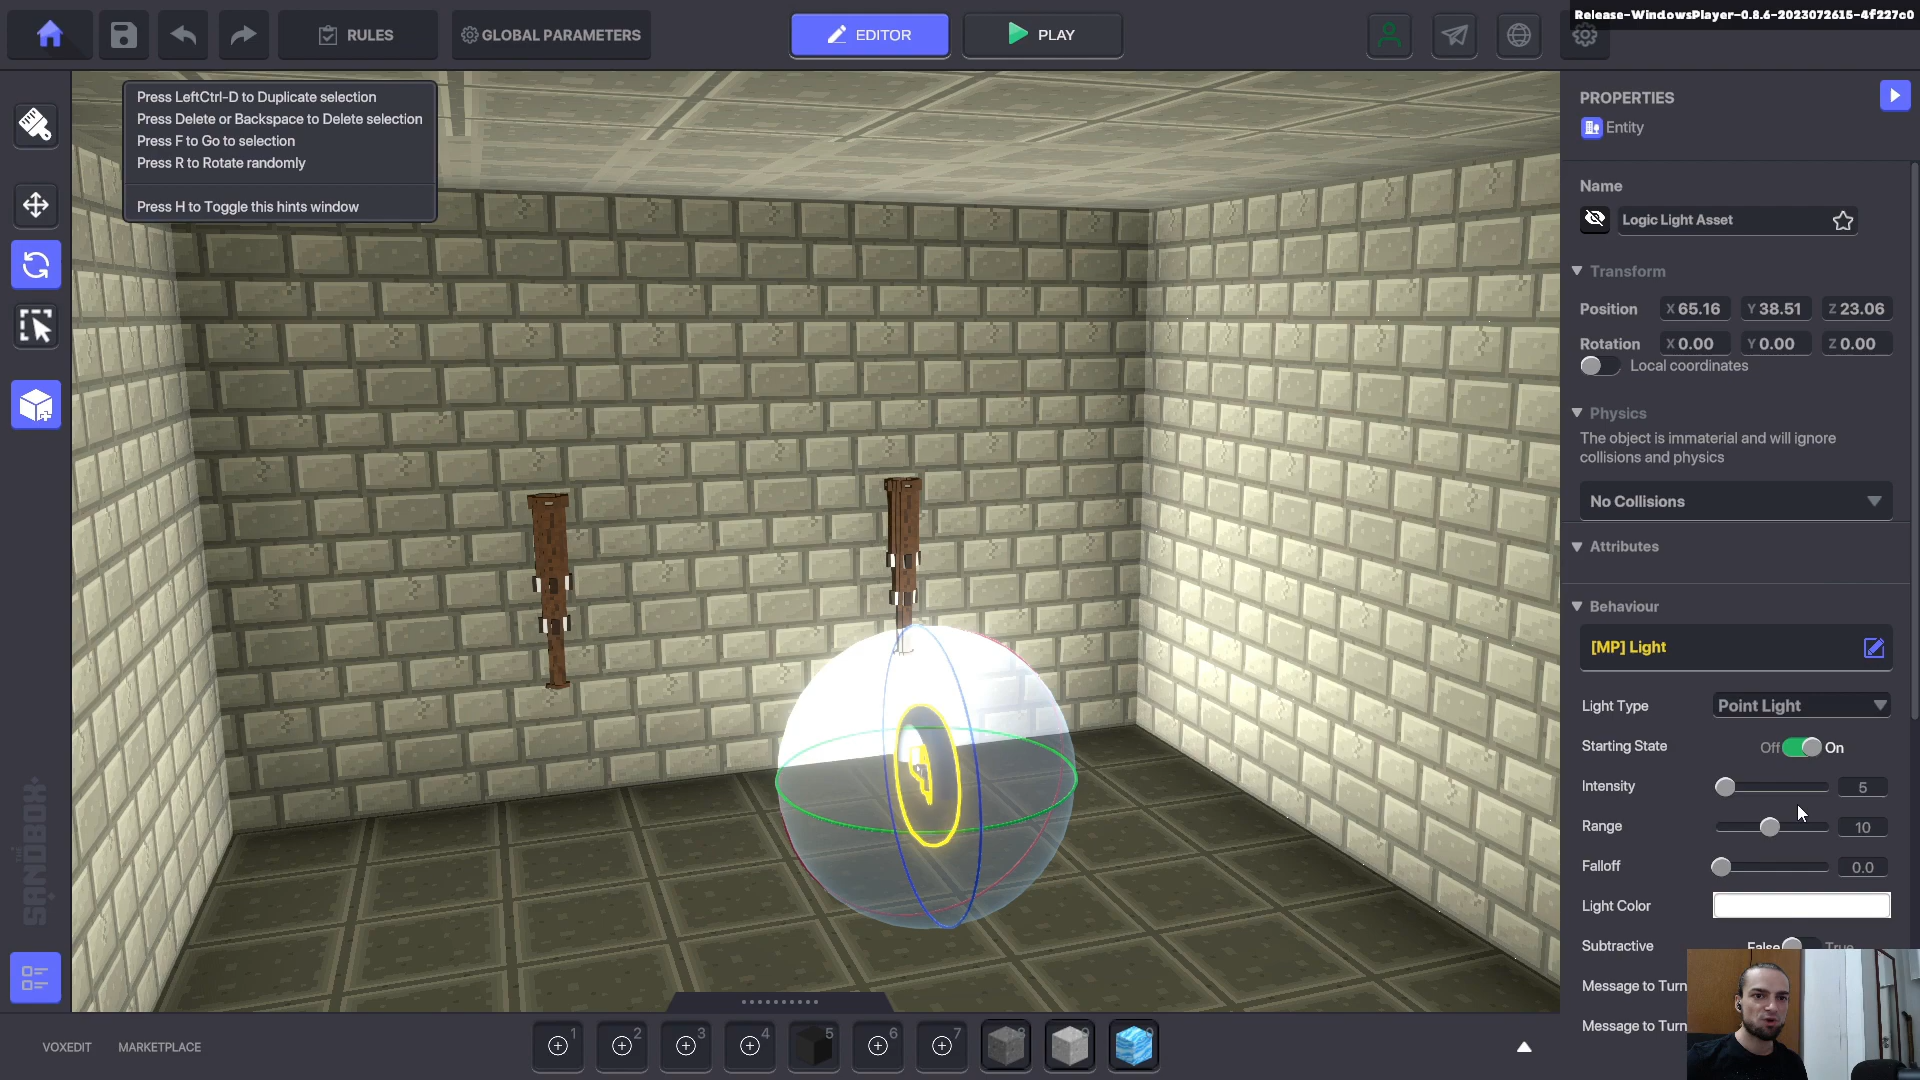 Release-WindowsPlayer-0.8.6-2023072615-4f227c0
RULES
GLOBAL PARAMETERS
EDITOR
PLAY
Press LeftCtrl-D to Duplicate selection
Press Delete or Backspace to Delete selection
Press F to Go to selection
Press R to Rotate randomly
Press H to Toggle this hints window
PROPERTIES
Entity
Name
Logic Light Asset
Transform
Position X 65.16 Y 38.51 Z 23.06
Rotation X 0.00 Y 0.00 Z 0.00
Local coordinates
Physics
The object is immaterial and will ignore
collisions and physics
No Collisions
Attributes
Behaviour
[MP] Light
Light Type Point Light
Starting State Off On
Intensity 5
Range 10
Falloff 0.0
Light Color
Subtractive False True
Message to Turn
Message to Turn
THE SANDBOX
VOXEDIT
MARKETPLACE
1 2 3 4 5 6 7 8